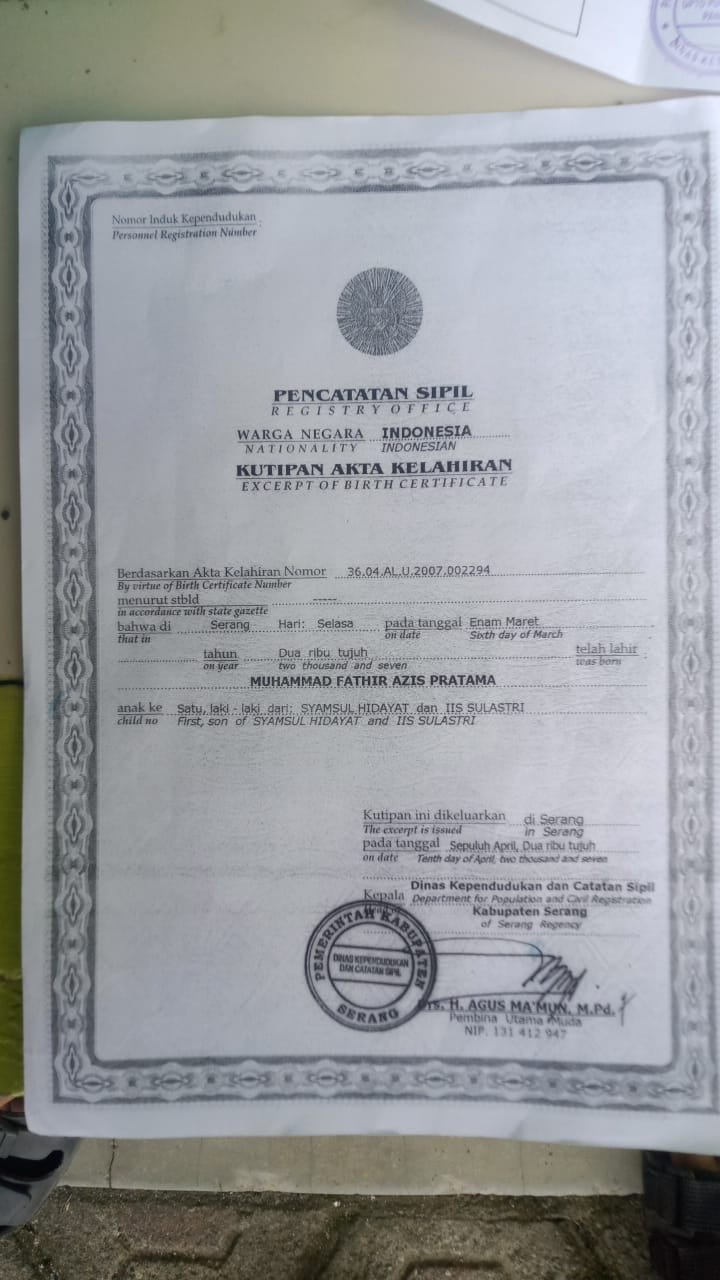 UPTD
DINAS
Nomor Induk Kependudukan :
Personnel Registration Number
PENCATATAN SIPIL
REGISTRY OFFICE
WARGA NEGARA INDONESIA
NATIONALITY INDONESIAN
KUTIPAN AKTA KELAHIRAN
EXCERPT OF BIRTH CERTIFICATE
Berdasarkan Akta Kelahiran Nomor 36.04.AL.U.2007.002294
By virtue of Birth Certificate Number
menurut stbld -----
in accordance with state gazette
bahwa di Serang Hari: Selasa pada tanggal Enam Maret
that in on date Sixth day of March
tahun Dua ribu tujuh telah lahir
on year two thousand and seven was born
MUHAMMAD FATHIR AZIS PRATAMA
anak ke Satu, laki - laki dari: SYAMSUL HIDAYAT dan IIS SULASTRI
child no First, son of SYAMSUL HIDAYAT and IIS SULASTRI
Kutipan ini dikeluarkan di Serang
The excerpt is issued in Serang
pada tanggal Sepuluh April, Dua ribu tujuh
on date Tenth day of April, two thousand and seven
Dinas Kependudukan dan Catatan Sipil
Kepala Department for Population and Civil Registration
Kabupaten Serang
of Serang Regency
PEMERINTAH KABUPATEN
DINAS KEPENDUDUKAN
DAN CATATAN SIPIL
SERANG
Drs. H. AGUS MA'MUN, M.Pd.
Pembina Utama Muda
NIP. 131 412 947